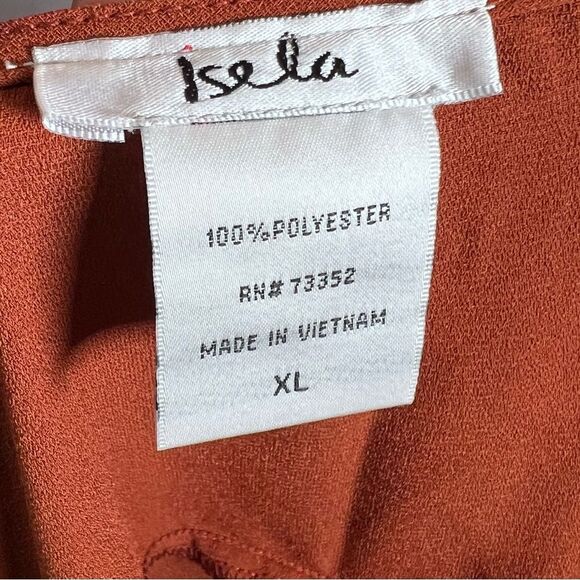 Isela
100% POLYESTER
RN# 73352
MADE IN VIETNAM
XL